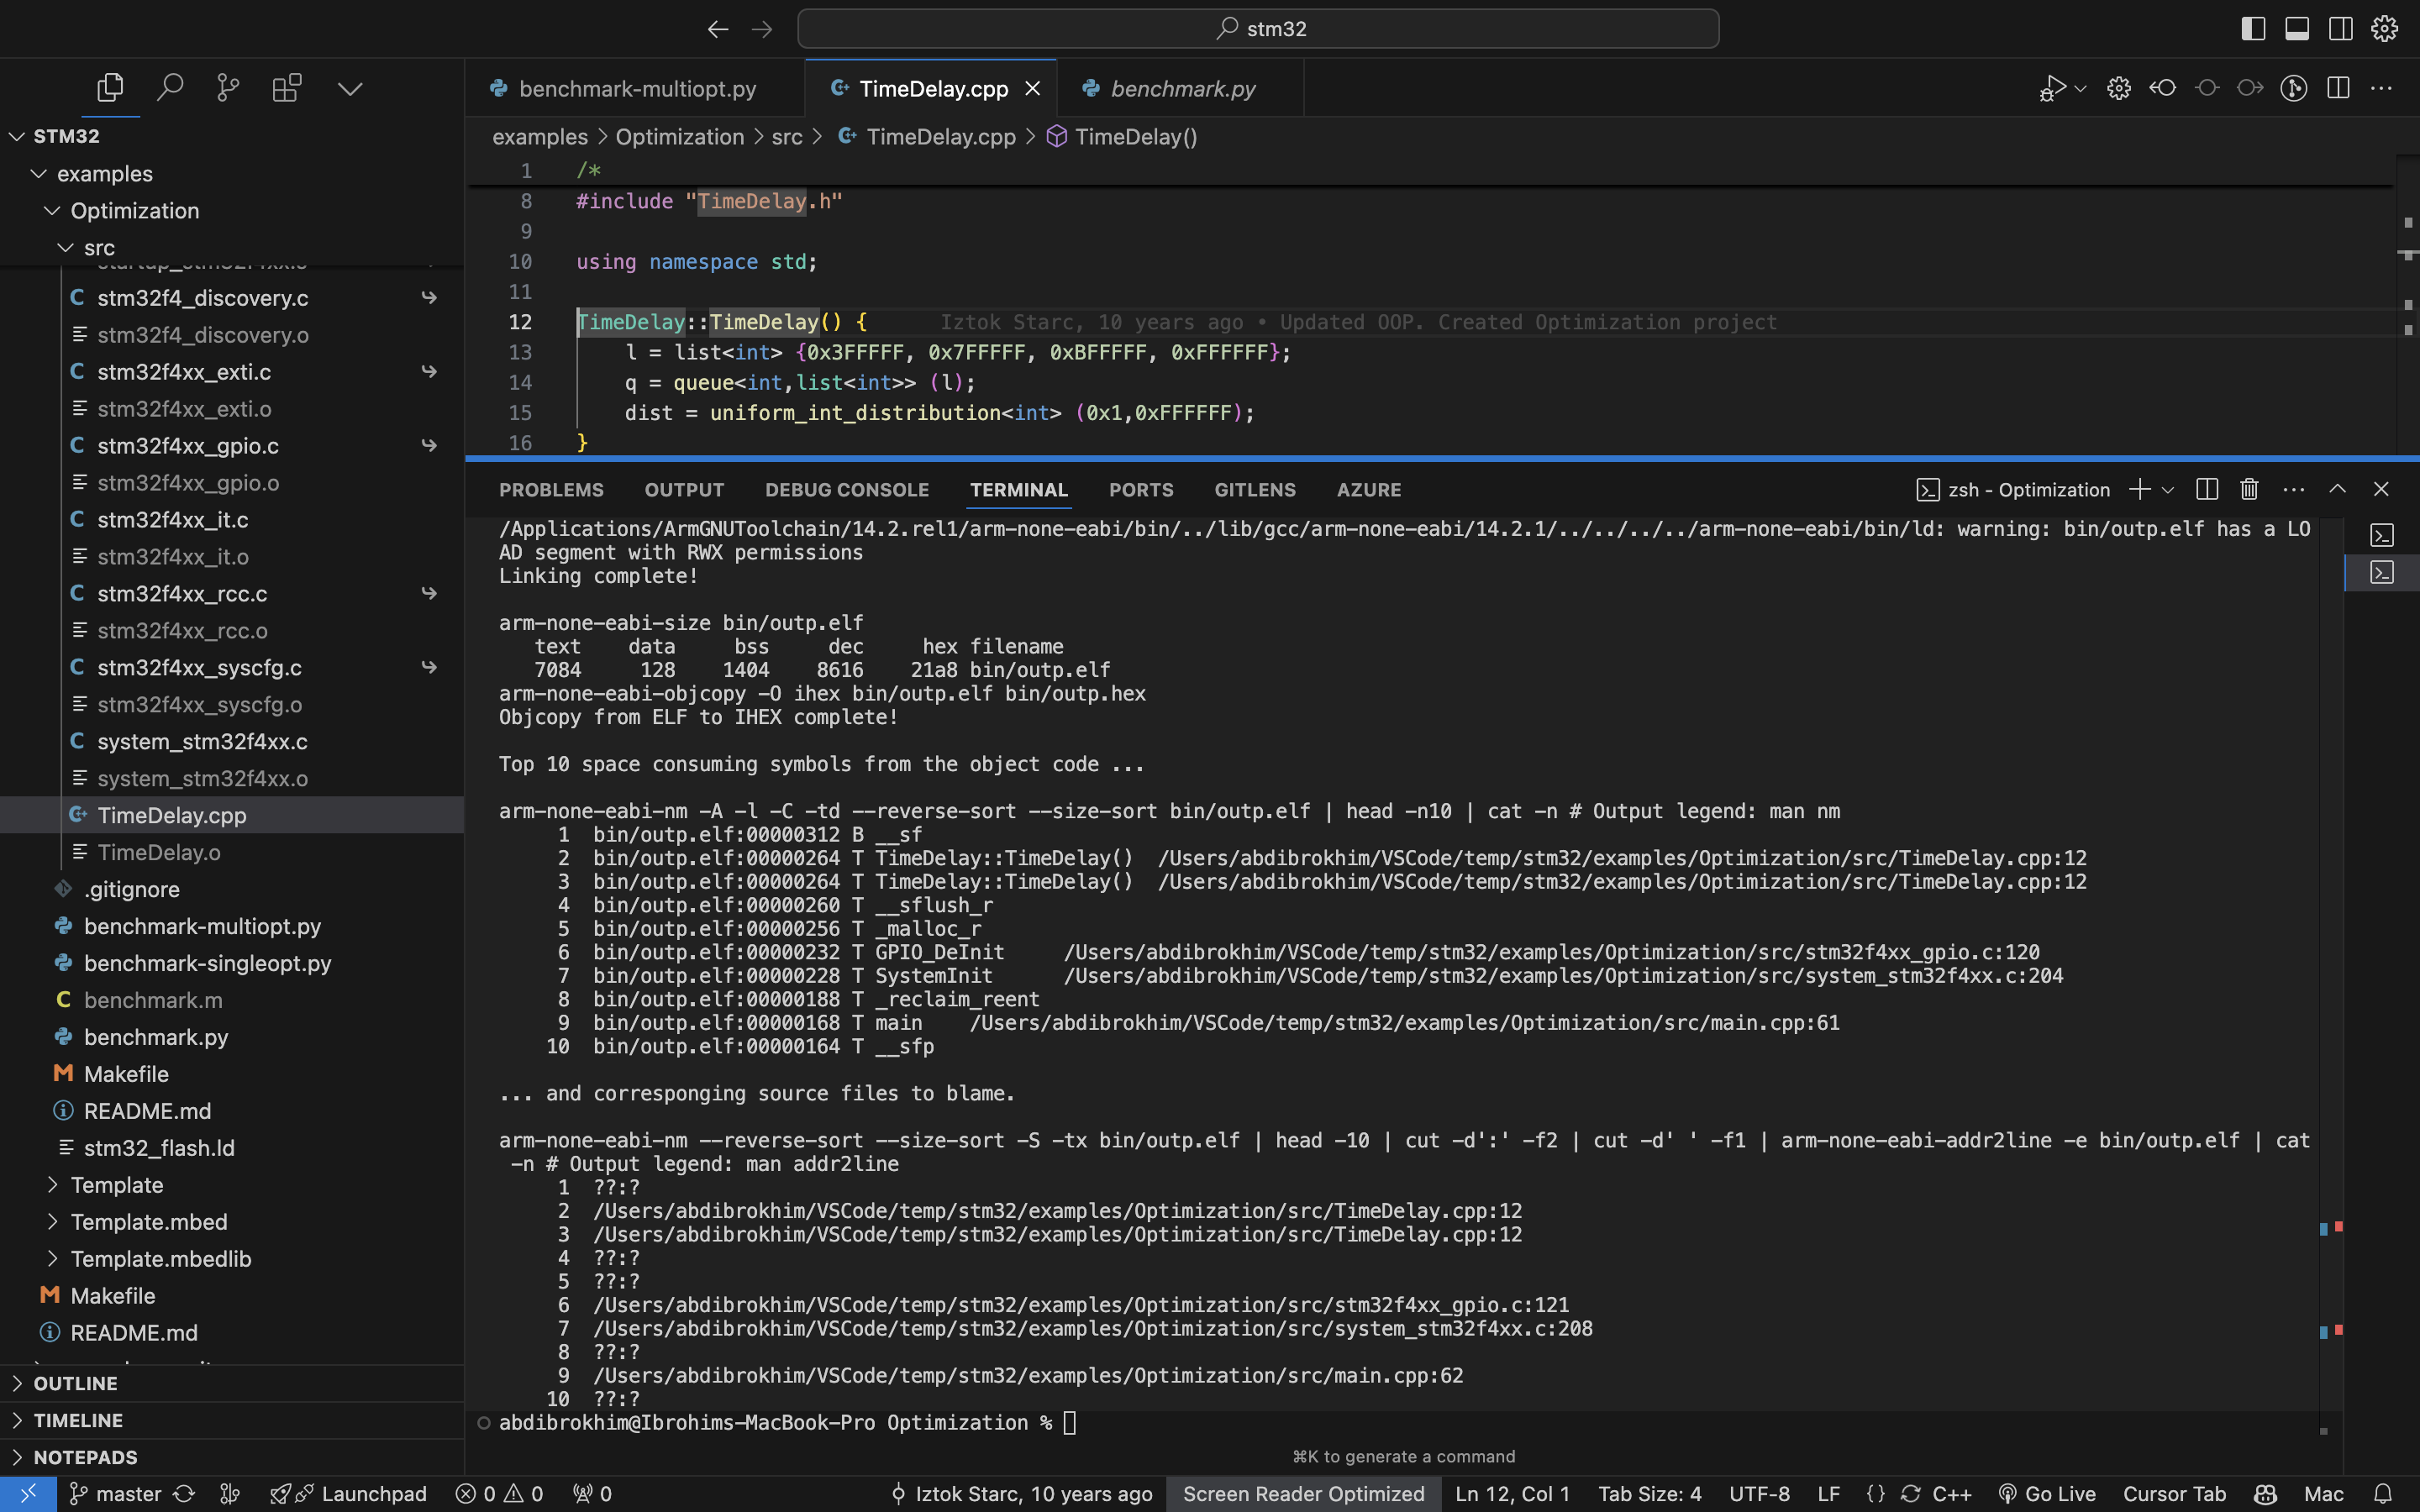 stm32
benchmark-multiopt.py
TimeDelay.cpp
benchmark.py
STM32
examples
Optimization
src
stm32f4_discovery.c
stm32f4_discovery.o
stm32f4xx_exti.c
stm32f4xx_exti.o
stm32f4xx_gpio.c
stm32f4xx_gpio.o
stm32f4xx_it.c
stm32f4xx_it.o
stm32f4xx_rcc.c
stm32f4xx_rcc.o
stm32f4xx_syscfg.c
stm32f4xx_syscfg.o
system_stm32f4xx.c
system_stm32f4xx.o
TimeDelay.cpp
TimeDelay.o
.gitignore
benchmark-multiopt.py
benchmark-singleopt.py
benchmark.m
benchmark.py
Makefile
README.md
stm32_flash.ld
Template
Template.mbed
Template.mbedlib
Makefile
README.md
OUTLINE
TIMELINE
NOTEPADS
examples > Optimization > src > TimeDelay.cpp > TimeDelay()
1 /*
8 #include "TimeDelay.h"
9
10 using namespace std;
11
12 TimeDelay::TimeDelay() { Iztok Starc, 10 years ago • Updated OOP. Created Optimization project
13 l = list<int> {0x3FFFFF, 0x7FFFFF, 0xBFFFFF, 0xFFFFFF};
14 q = queue<int,list<int>> (l);
15 dist = uniform_int_distribution<int> (0x1,0xFFFFFF);
16 }
PROBLEMS OUTPUT DEBUG CONSOLE TERMINAL PORTS GITLENS AZURE
zsh - Optimization
/Applications/ArmGNUToolchain/14.2.rel1/arm-none-eabi/bin/../lib/gcc/arm-none-eabi/14.2.1/../../../../arm-none-eabi/bin/ld: warning: bin/outp.elf has a LO
AD segment with RWX permissions
Linking complete!
arm-none-eabi-size bin/outp.elf
text data bss dec hex filename
7084 128 1404 8616 21a8 bin/outp.elf
arm-none-eabi-objcopy -O ihex bin/outp.elf bin/outp.hex
Objcopy from ELF to IHEX complete!
Top 10 space consuming symbols from the object code ...
arm-none-eabi-nm -A -l -C -td --reverse-sort --size-sort bin/outp.elf | head -n10 | cat -n # Output legend: man nm
1 bin/outp.elf:00000312 B __sf
2 bin/outp.elf:00000264 T TimeDelay::TimeDelay() /Users/abdibrokhim/VSCode/temp/stm32/examples/Optimization/src/TimeDelay.cpp:12
3 bin/outp.elf:00000264 T TimeDelay::TimeDelay() /Users/abdibrokhim/VSCode/temp/stm32/examples/Optimization/src/TimeDelay.cpp:12
4 bin/outp.elf:00000260 T __sflush_r
5 bin/outp.elf:00000256 T _malloc_r
6 bin/outp.elf:00000232 T GPIO_DeInit /Users/abdibrokhim/VSCode/temp/stm32/examples/Optimization/src/stm32f4xx_gpio.c:120
7 bin/outp.elf:00000228 T SystemInit /Users/abdibrokhim/VSCode/temp/stm32/examples/Optimization/src/system_stm32f4xx.c:204
8 bin/outp.elf:00000188 T _reclaim_reent
9 bin/outp.elf:00000168 T main /Users/abdibrokhim/VSCode/temp/stm32/examples/Optimization/src/main.cpp:61
10 bin/outp.elf:00000164 T __sfp
... and corresponging source files to blame.
arm-none-eabi-nm --reverse-sort --size-sort -S -tx bin/outp.elf | head -10 | cut -d':' -f2 | cut -d' ' -f1 | arm-none-eabi-addr2line -e bin/outp.elf | cat
-n # Output legend: man addr2line
1 ??:?
2 /Users/abdibrokhim/VSCode/temp/stm32/examples/Optimization/src/TimeDelay.cpp:12
3 /Users/abdibrokhim/VSCode/temp/stm32/examples/Optimization/src/TimeDelay.cpp:12
4 ??:?
5 ??:?
6 /Users/abdibrokhim/VSCode/temp/stm32/examples/Optimization/src/stm32f4xx_gpio.c:121
7 /Users/abdibrokhim/VSCode/temp/stm32/examples/Optimization/src/system_stm32f4xx.c:208
8 ??:?
9 /Users/abdibrokhim/VSCode/temp/stm32/examples/Optimization/src/main.cpp:62
10 ??:?
abdibrokhim@Ibrohims-MacBook-Pro Optimization %
⌘K to generate a command
master Launchpad 0 0 0 Iztok Starc, 10 years ago Screen Reader Optimized Ln 12, Col 1 Tab Size: 4 UTF-8 LF {} C++ Go Live Cursor Tab Mac